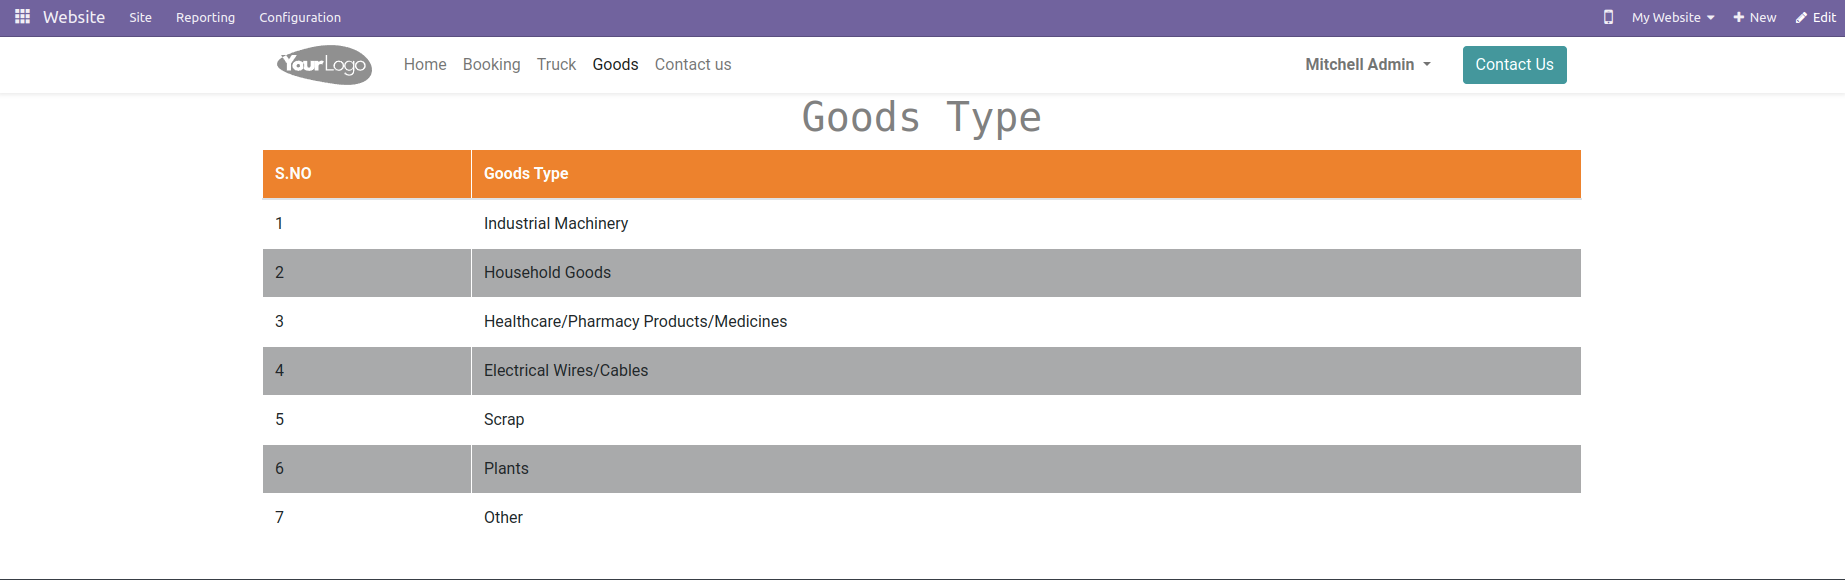 Website Site Reporting Configuration My Website New Edit
YourLogo Home Booking Truck Goods Contact us Mitchell Admin Contact Us
Goods Type
S.NO Goods Type
1 Industrial Machinery
2 Household Goods
3 Healthcare/Pharmacy Products/Medicines
4 Electrical Wires/Cables
5 Scrap
6 Plants
7 Other